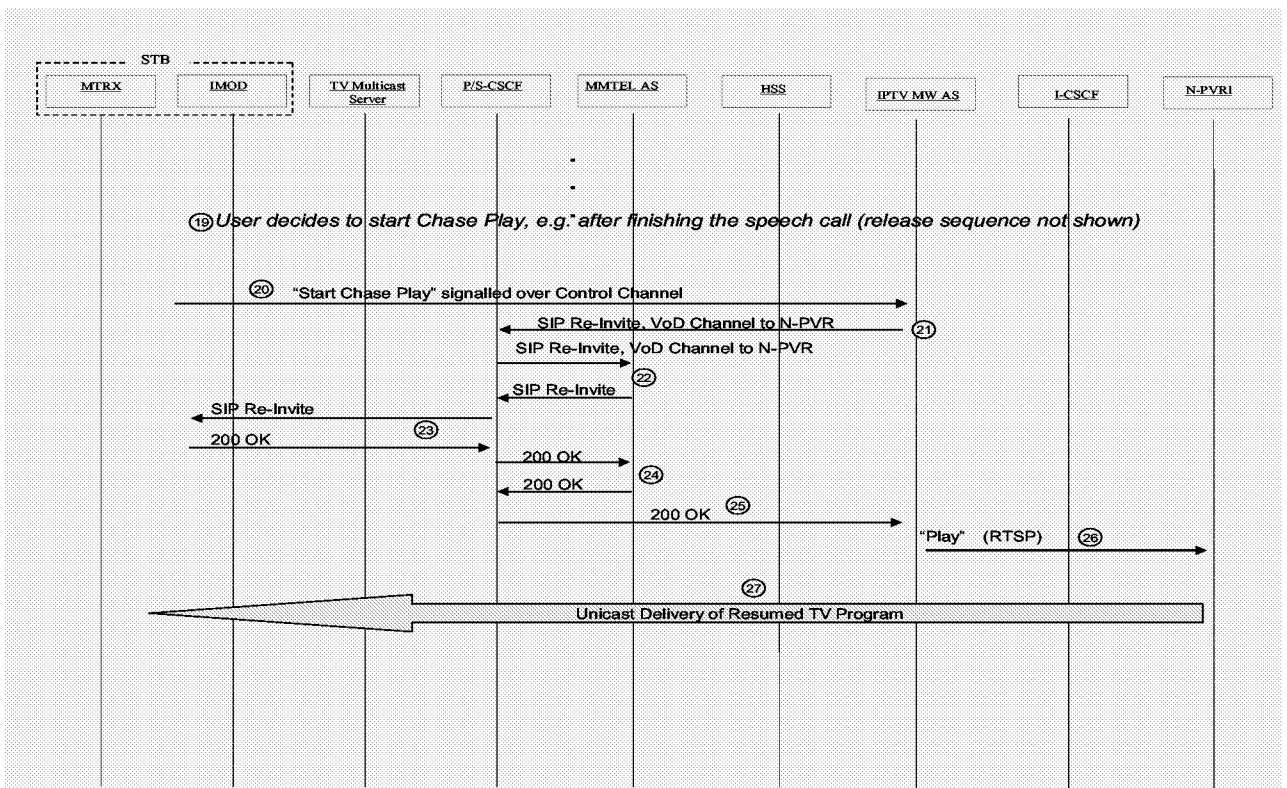 STB
MTRX
IMOD
TV Multicast
Server
P/S-CSCF
MMTEL AS
HSS
IPTV MW AS
I-CSCF
N-PVR1
19 User decides to start Chase Play, e.g. after finishing the speech call (release sequence not shown)
20 "Start Chase Play" signalled over Control Channel
SIP Re-Invite, VoD Channel to N-PVR 21
SIP Re-Invite, VoD Channel to N-PVR
22
SIP Re-Invite
SIP Re-Invite
23
200 OK
200 OK 24
200 OK
25
200 OK
"Play" (RTSP) 26
27
Unicast Delivery of Resumed TV Program